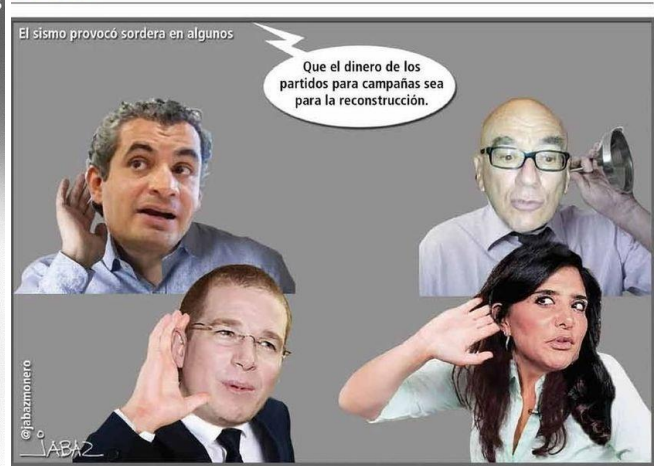 El sismo provocó sordera en algunos
Que el dinero de los
partidos para campañas sea
para la reconstrucción.
@jabazmonero
JABAZ